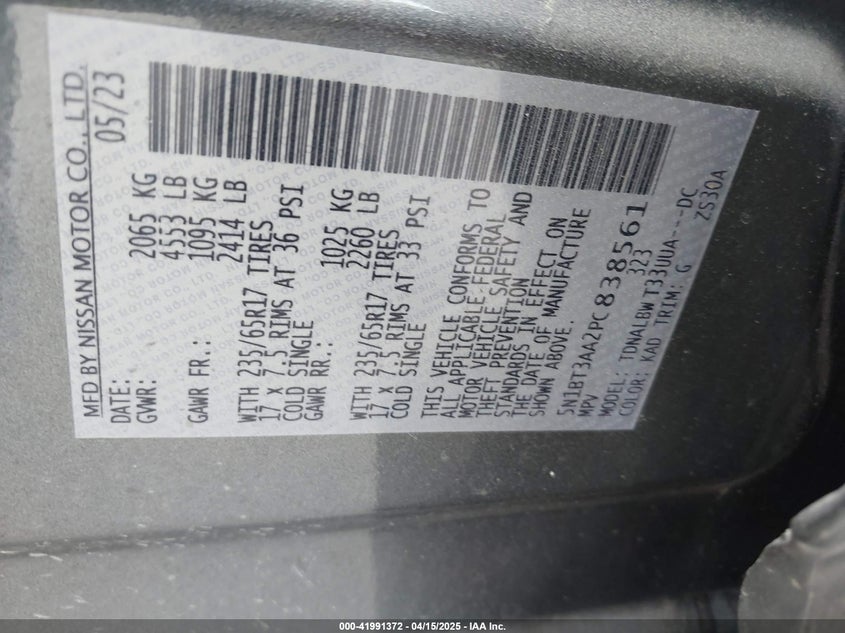 MFD BY NISSAN MOTOR CO., LTD.
DATE: 05/23
GVWR: 2065 KG
4553 LB
GAWR FR.: 1095 KG
2414 LB
WITH 235/65R17 TIRES
17 X 7.5 RIMS AT 36 PSI
COLD SINGLE
GAWR RR.: 1025 KG
2260 LB
WITH 235/65R17 TIRES
17 X 7.5 RIMS AT 33 PSI
COLD SINGLE
THIS VEHICLE CONFORMS TO
ALL APPLICABLE FEDERAL
MOTOR VEHICLE SAFETY AND
THEFT PREVENTION
STANDARDS IN EFFECT ON
THE DATE OF MANUFACTURE
SHOWN ABOVE.
5N1BT3AA2PC838561
MPV 323
MODEL: TDNALBW T33UUA---DC
COLOR: KAD TRIM: G ZS30A
000-41991372 - 04/15/2025 - IAA Inc.